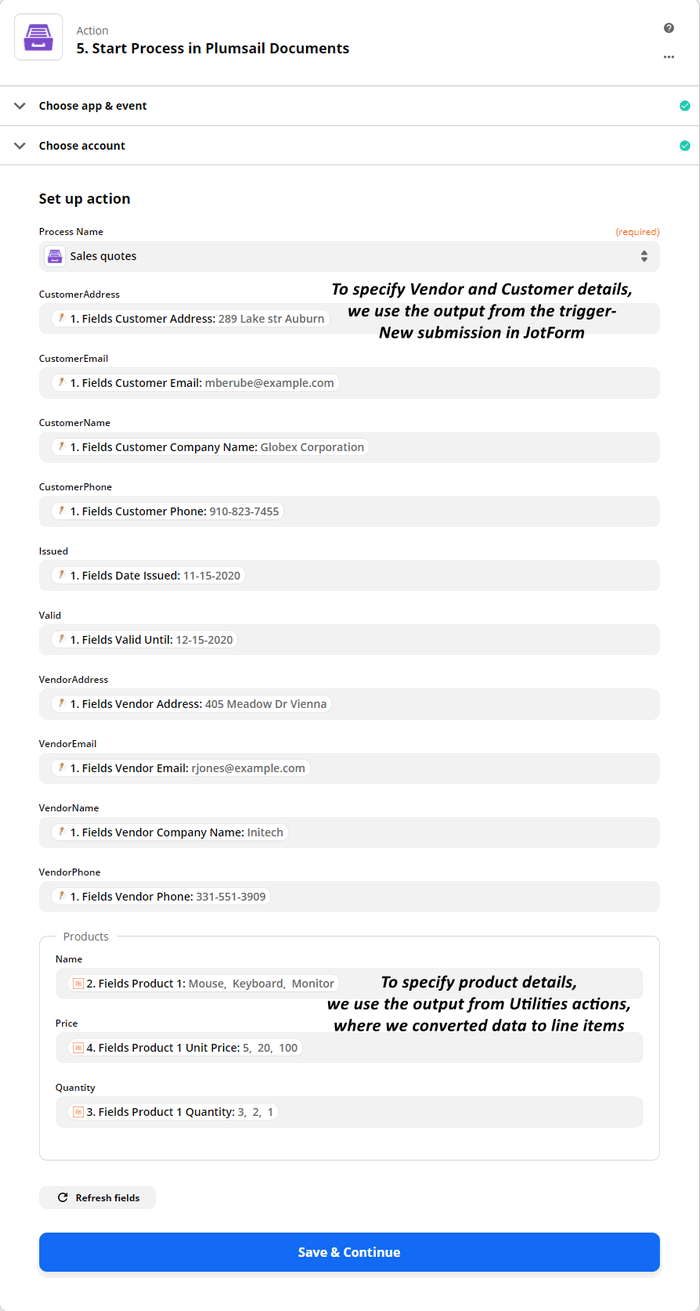 Action
5. Start Process in Plumsail Documents
Choose app & event
Choose account
Set up action
Process Name
(required)
Sales quotes
To specify Vendor and Customer details,
we use the output from the trigger-
New submission in JotForm
CustomerAddress
1. Fields Customer Address: 289 Lake str Auburn
CustomerEmail
1. Fields Customer Email: mberube@example.com
CustomerName
1. Fields Customer Company Name: Globex Corporation
CustomerPhone
1. Fields Customer Phone: 910-823-7455
Issued
1. Fields Date Issued: 11-15-2020
Valid
1. Fields Valid Until: 12-15-2020
VendorAddress
1. Fields Vendor Address: 405 Meadow Dr Vienna
VendorEmail
1. Fields Vendor Email: rjones@example.com
VendorName
1. Fields Vendor Company Name: Initech
VendorPhone
1. Fields Vendor Phone: 331-551-3909
Products
Name
2. Fields Product 1: Mouse, Keyboard, Monitor
To specify product details,
we use the output from Utilities actions,
where we converted data to line items
Price
4. Fields Product 1 Unit Price: 5, 20, 100
Quantity
3. Fields Product 1 Quantity: 3, 2, 1
Refresh fields
Save & Continue